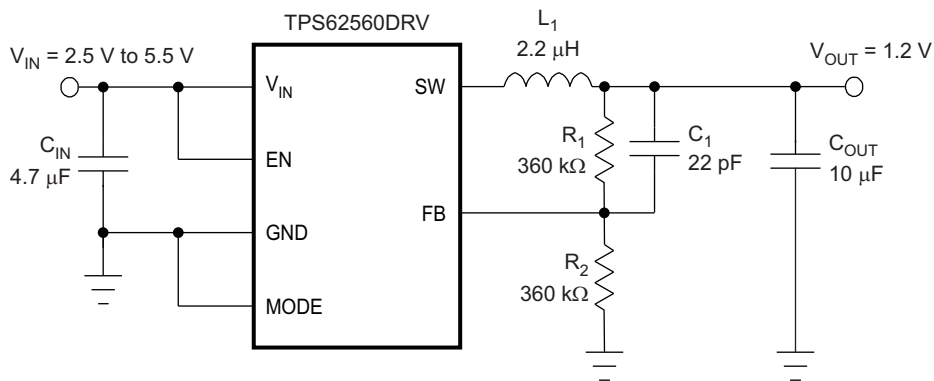 TPS62560DRV
L1
2.2 μH
VIN = 2.5 V to 5.5 V
VOUT = 1.2 V
VIN
SW
CIN
4.7 μF
EN
R1
360 kΩ
C1
22 pF
COUT
10 μF
FB
GND
R2
360 kΩ
MODE